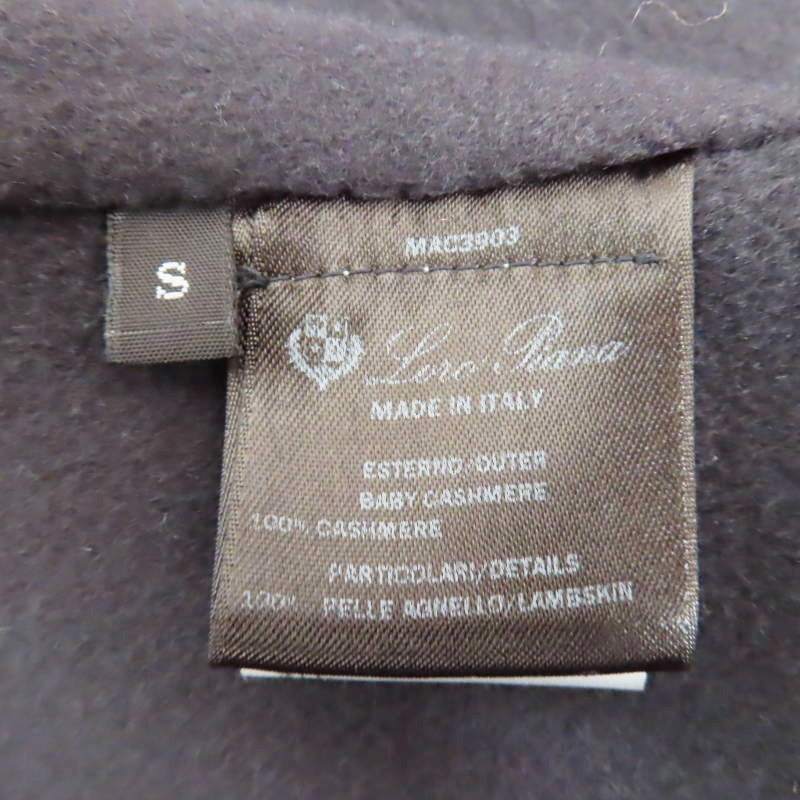 S
MAC3903
Loro Piana
MADE IN ITALY
ESTERNO/OUTER
BABY CASHMERE
100% CASHMERE
PARTICOLARI/DETAILS
100% PELLE AGNELLO/LAMBSKIN